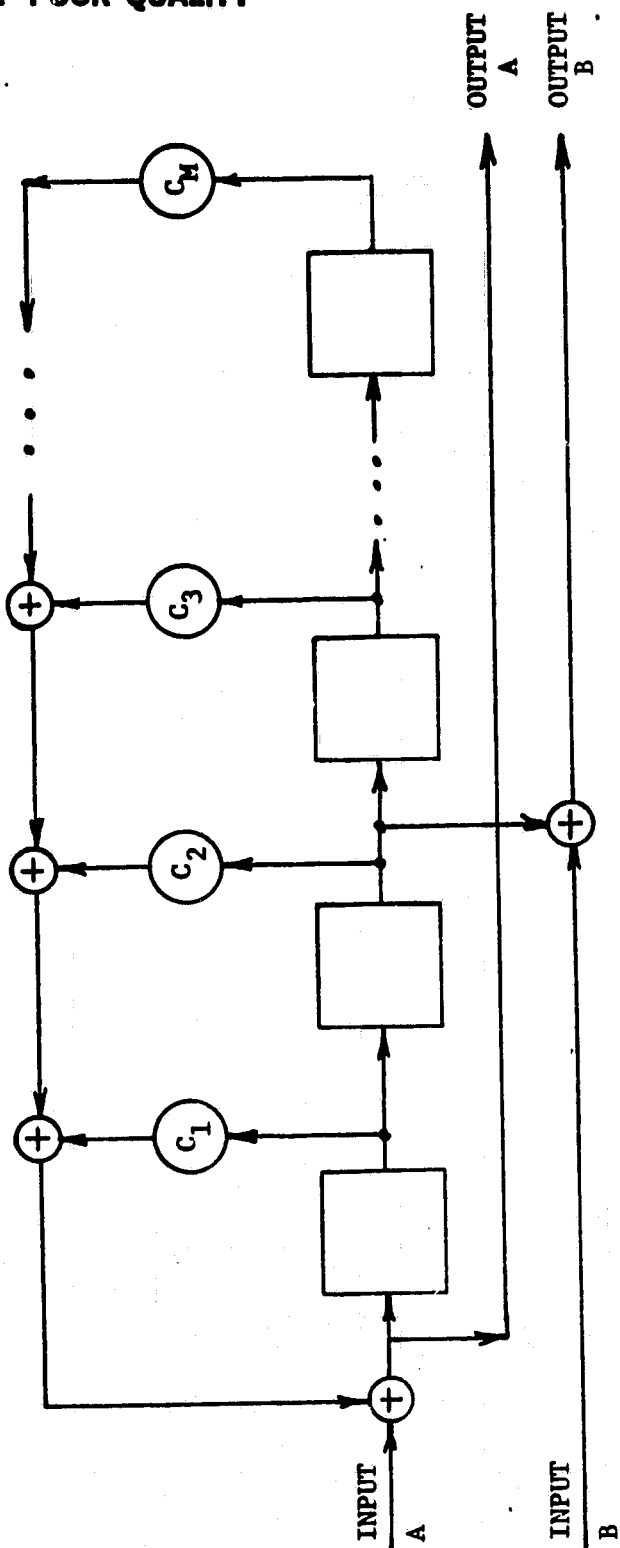 POOR QUALITY
C_M
+
C_3
+
C_2
+
C_1
+
INPUT
A
INPUT
B
+
OUTPUT
A
OUTPUT
B